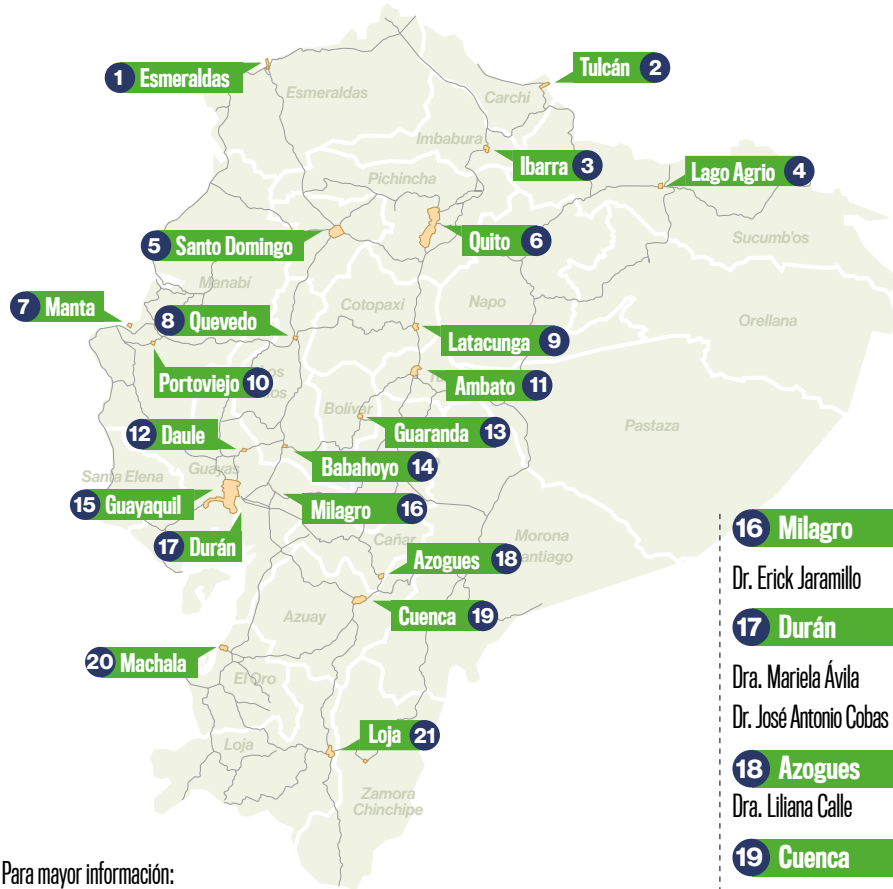 1 Esmeraldas
Tulcán 2
Esmeraldas
Carchi
Imbabura
Ibarra 3
Lago Agrio 4
Pichincha
5 Santo Domingo
Quito 6
Sucumb'os
Manabí
Cotopaxi
Napo
7 Manta
8 Quevedo
Orellana
Latacunga 9
Portoviejo 10
Ambato 11
Bolívar
Pastaza
12 Daule
Guaranda 13
Santa Elena
Guayas
Babahoyo 14
15 Guayaquil
Milagro 16
17 Durán
Cañar
Morona
antiago
Azogues 18
Azuay
Cuenca 19
20 Machala
El Oro
Loja 21
Loja
Zamora
Chinchipe
Para mayor información:
16 Milagro
Dr. Erick Jaramillo
17 Durán
Dra. Mariela Ávila
Dr. José Antonio Cobas
18 Azogues
Dra. Liliana Calle
19 Cuenca